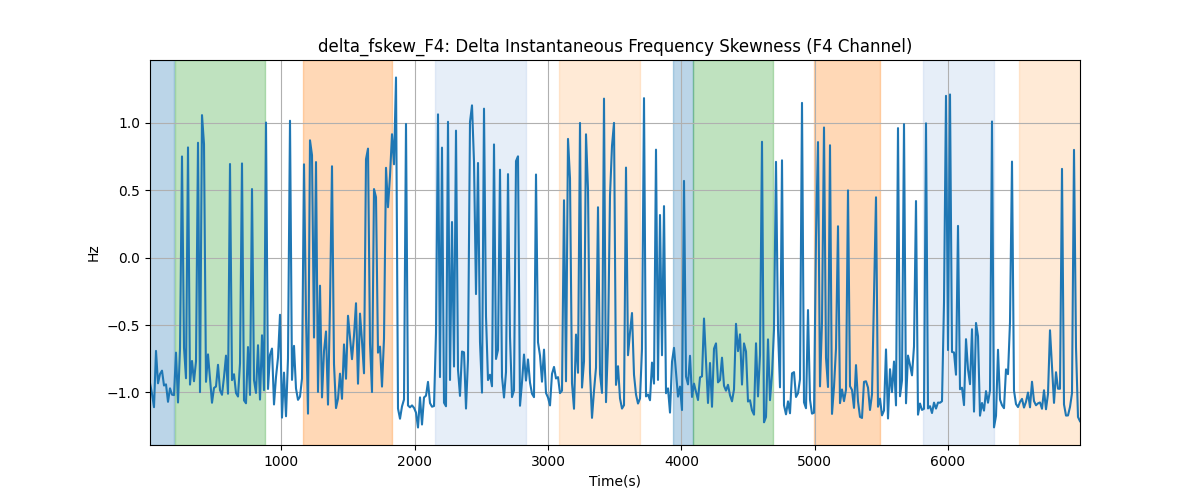 delta_fskew_F4: Delta Instantaneous Frequency Skewness (F4 Channel)
1.0
0.5
0.0
−0.5
−1.0
Hz
1000 2000 3000 4000 5000 6000
Time(s)